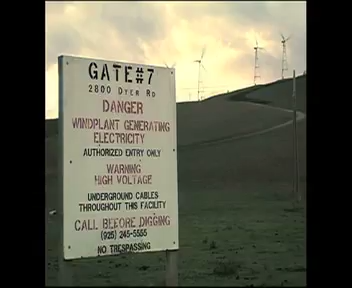 GATE#7
2800 DYER RD
DANGER
WINDPLANT GENERATING
ELECTRICITY
AUTHORIZED ENTRY ONLY
WARNING
HIGH VOLTAGE
UNDERGROUND CABLES
THROUGHOUT THIS FACILITY
CALL BEFORE DIGGING
(925) 245-5555
NO TRESPASSING